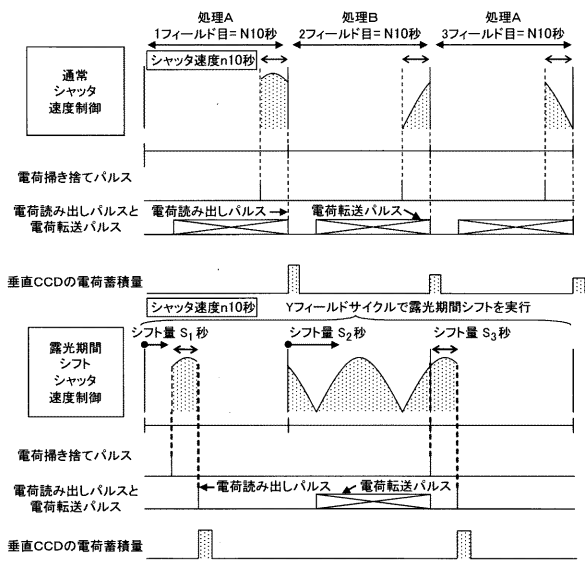 処理A 処理B 処理A
1フィールド目=N10秒 2フィールド目=N10秒 3フィールド目=N10秒
シャッタ速度n10秒
通常
シャッタ
速度制御
電荷掃き捨てパルス
電荷読み出しパルスと
電荷転送パルス
電荷読み出しパルス
電荷転送パルス
垂直CCDの電荷蓄積量
シャッタ速度n10秒
Yフィールドサイクルで露光期間シフトを実行
シフト量 S1秒 シフト量 S2秒 シフト量 S3秒
露光期間
シフト
シャッタ
速度制御
電荷掃き捨てパルス
電荷読み出しパルスと
電荷転送パルス
電荷読み出しパルス
電荷転送パルス
垂直CCDの電荷蓄積量